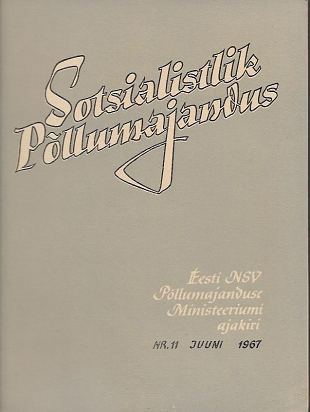 Sotsialistlik
Põllumajandus
Eesti NSV
Põllumajanduse
Ministeeriumi
ajakiri
NR. 11 JUUNI 1967